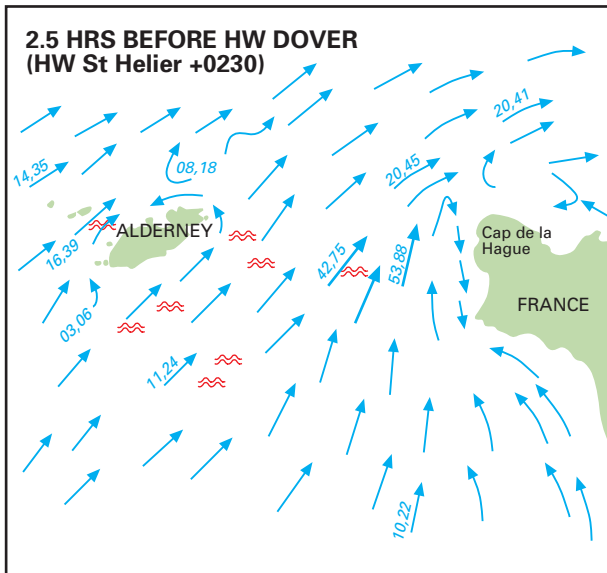 2.5 HRS BEFORE HW DOVER
(HW St Helier +0230)
20,41
14,35
08,18
20,45
ALDERNEY
Cap de la
Hague
16,39
42,75
53,88
03,06
FRANCE
11,24
10,22